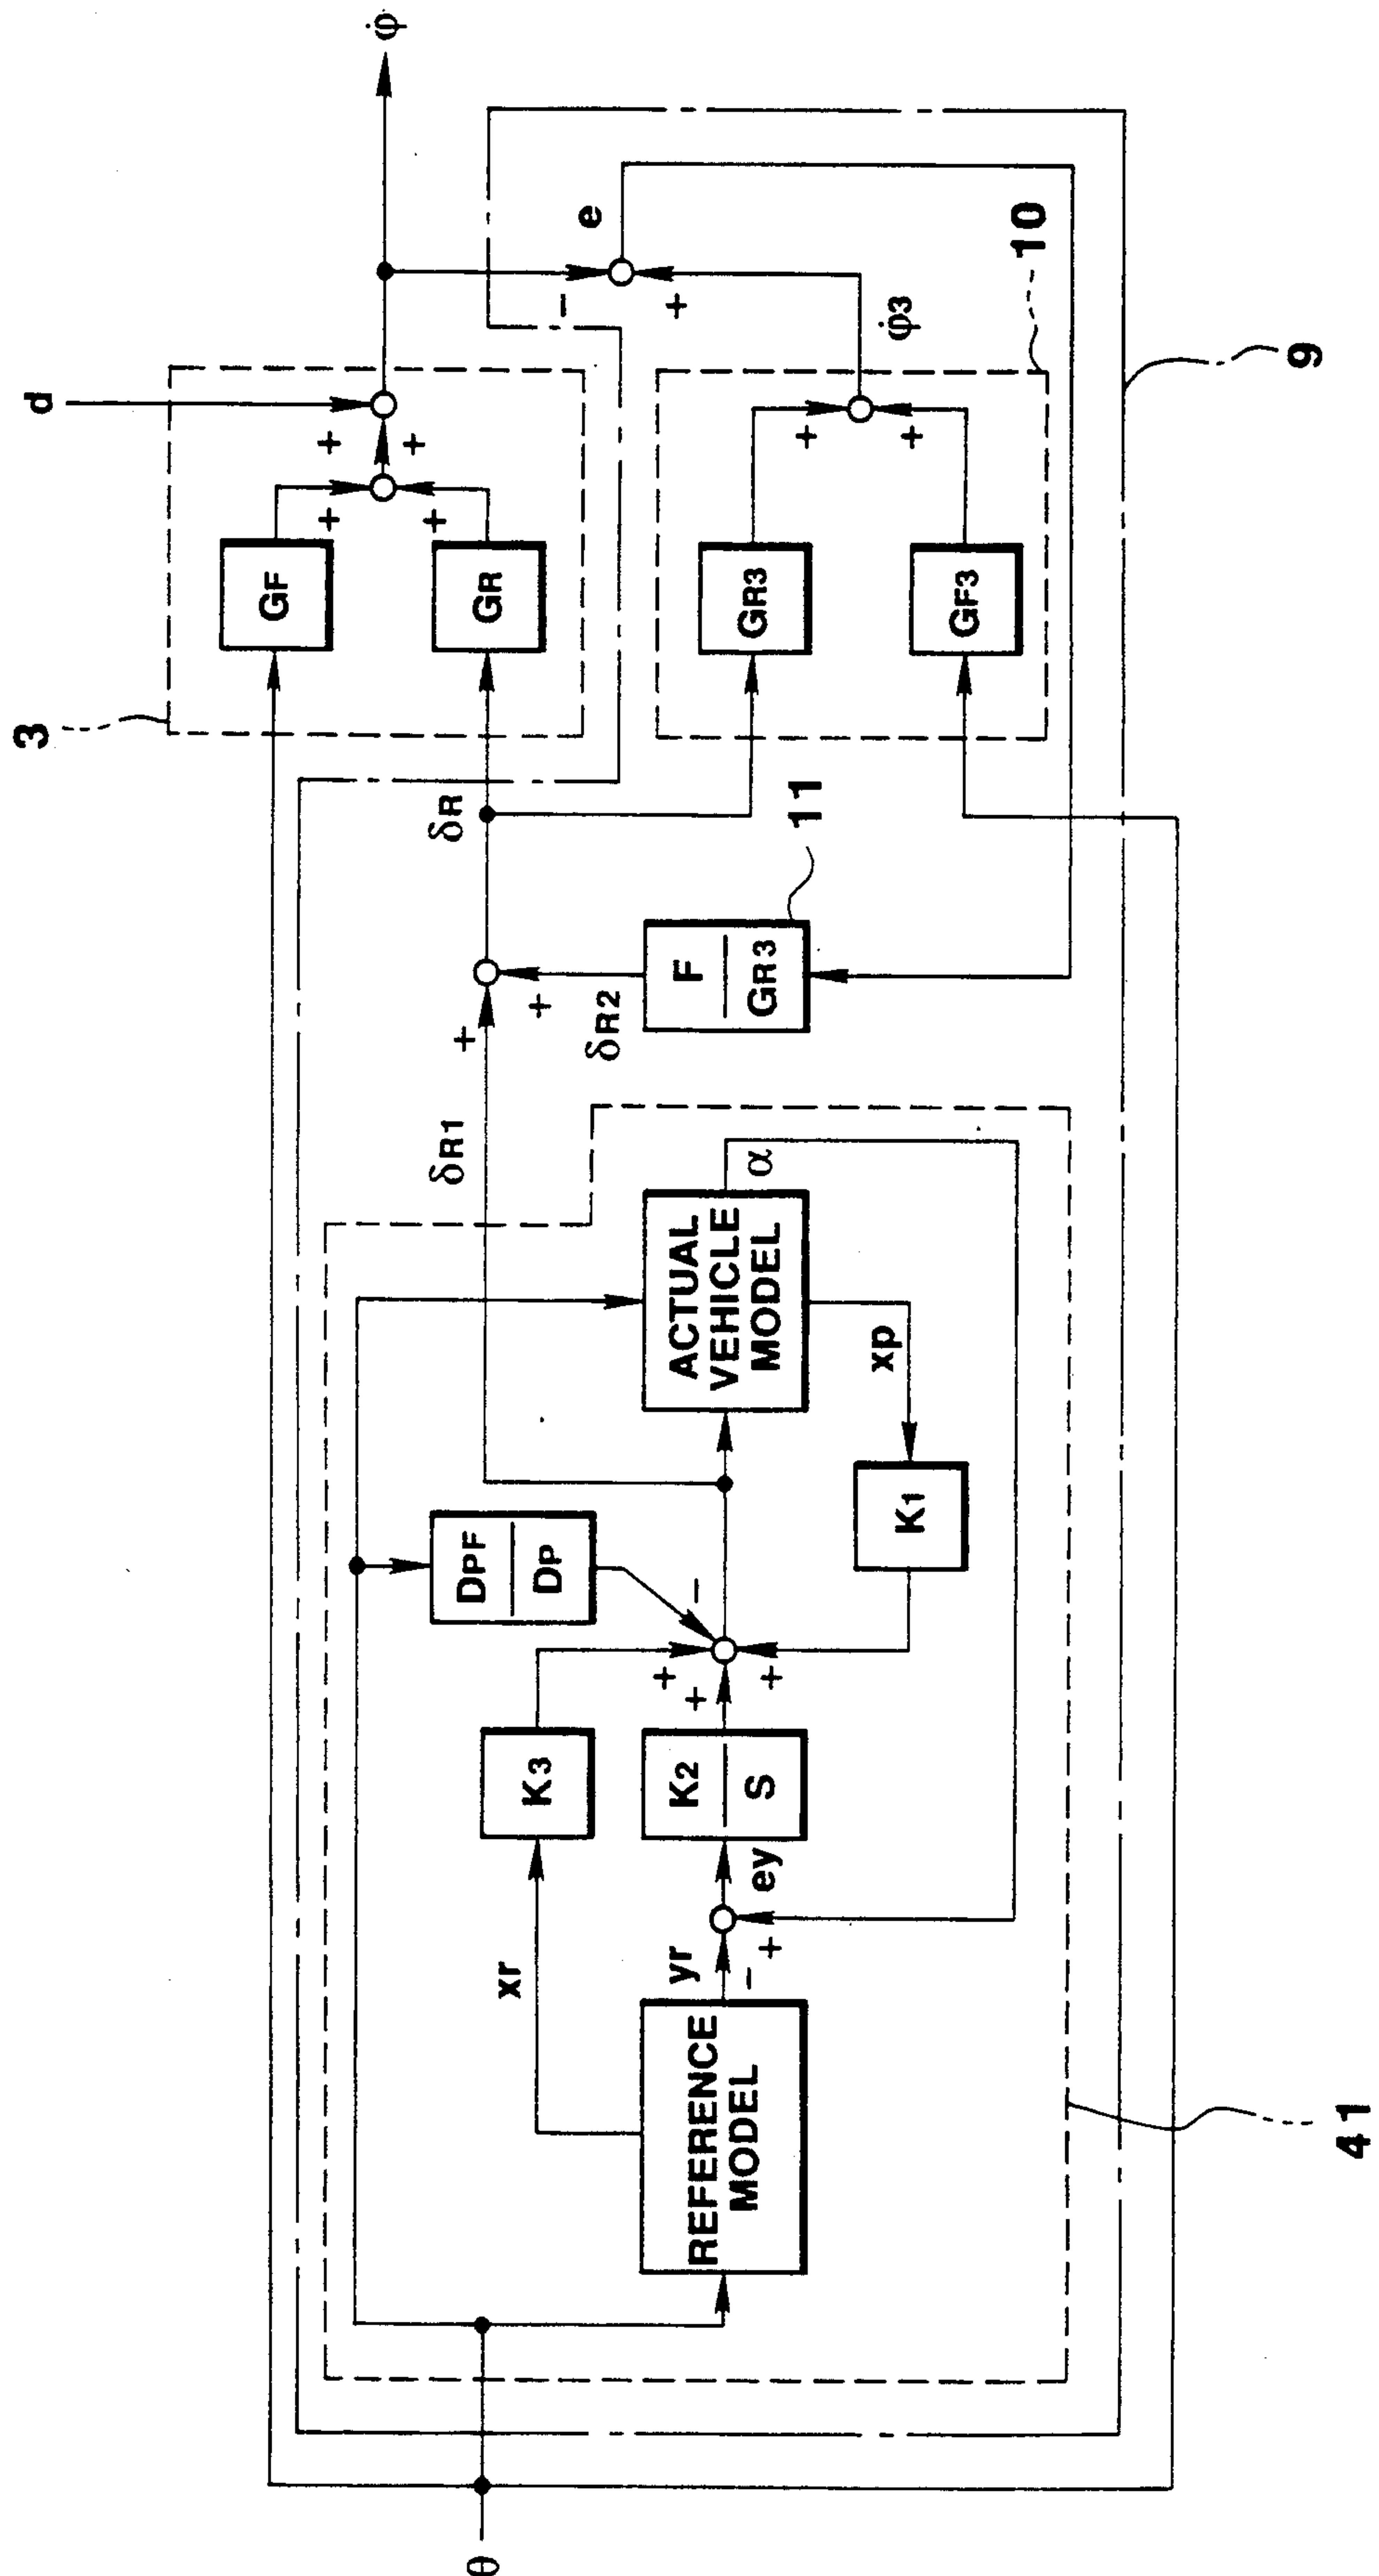 θ
REFERENCE
MODEL
xr
yr
−
+
ey
K3
K2
S
+
+
+
−
DPF
DP
K1
xp
ACTUAL
VEHICLE
MODEL
α
41
δR1
+
+
δR2
F
GR3
11
δR
3
GF
GR
+
+
+
+
d
φ̇
GR3
GF3
+
+
φ̇3
10
−
+
e
9